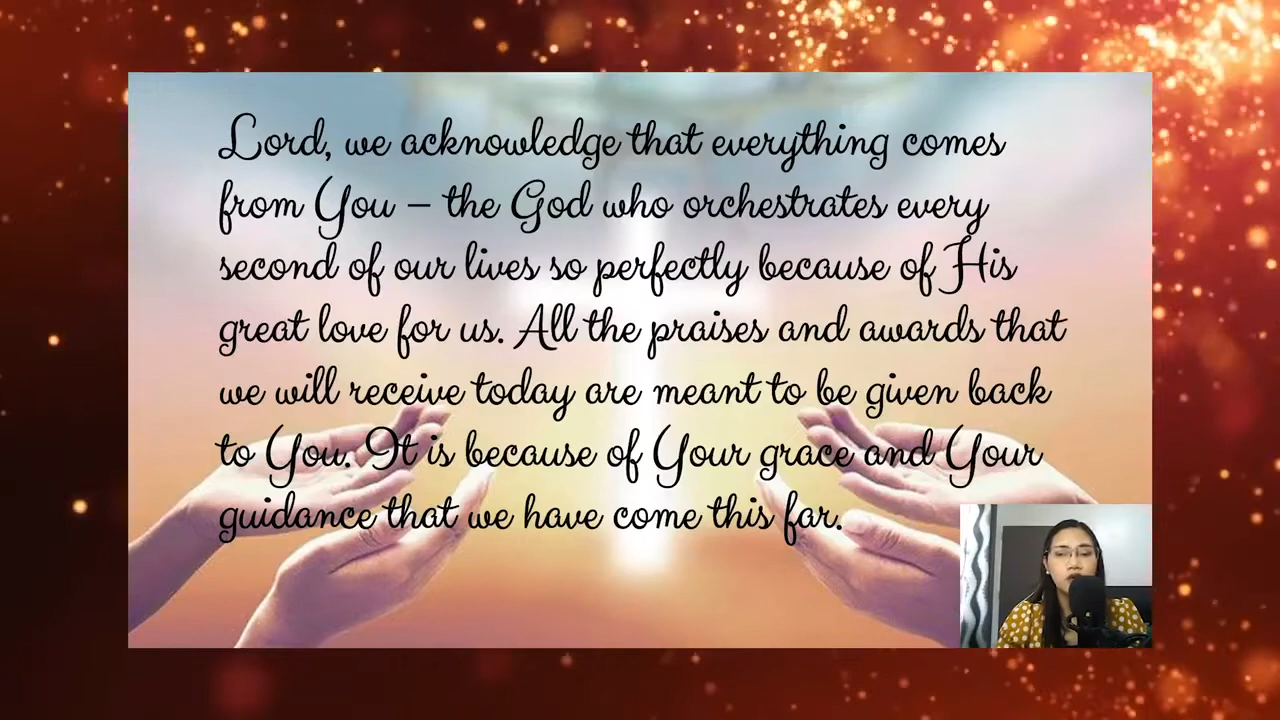 Lord, we acknowledge that everything comes
from You – the God who orchestrates every
second of our lives so perfectly because of His
great love for us. All the praises and awards that
we will receive today are meant to be given back
to You. It is because of Your grace and Your
guidance that we have come this far.